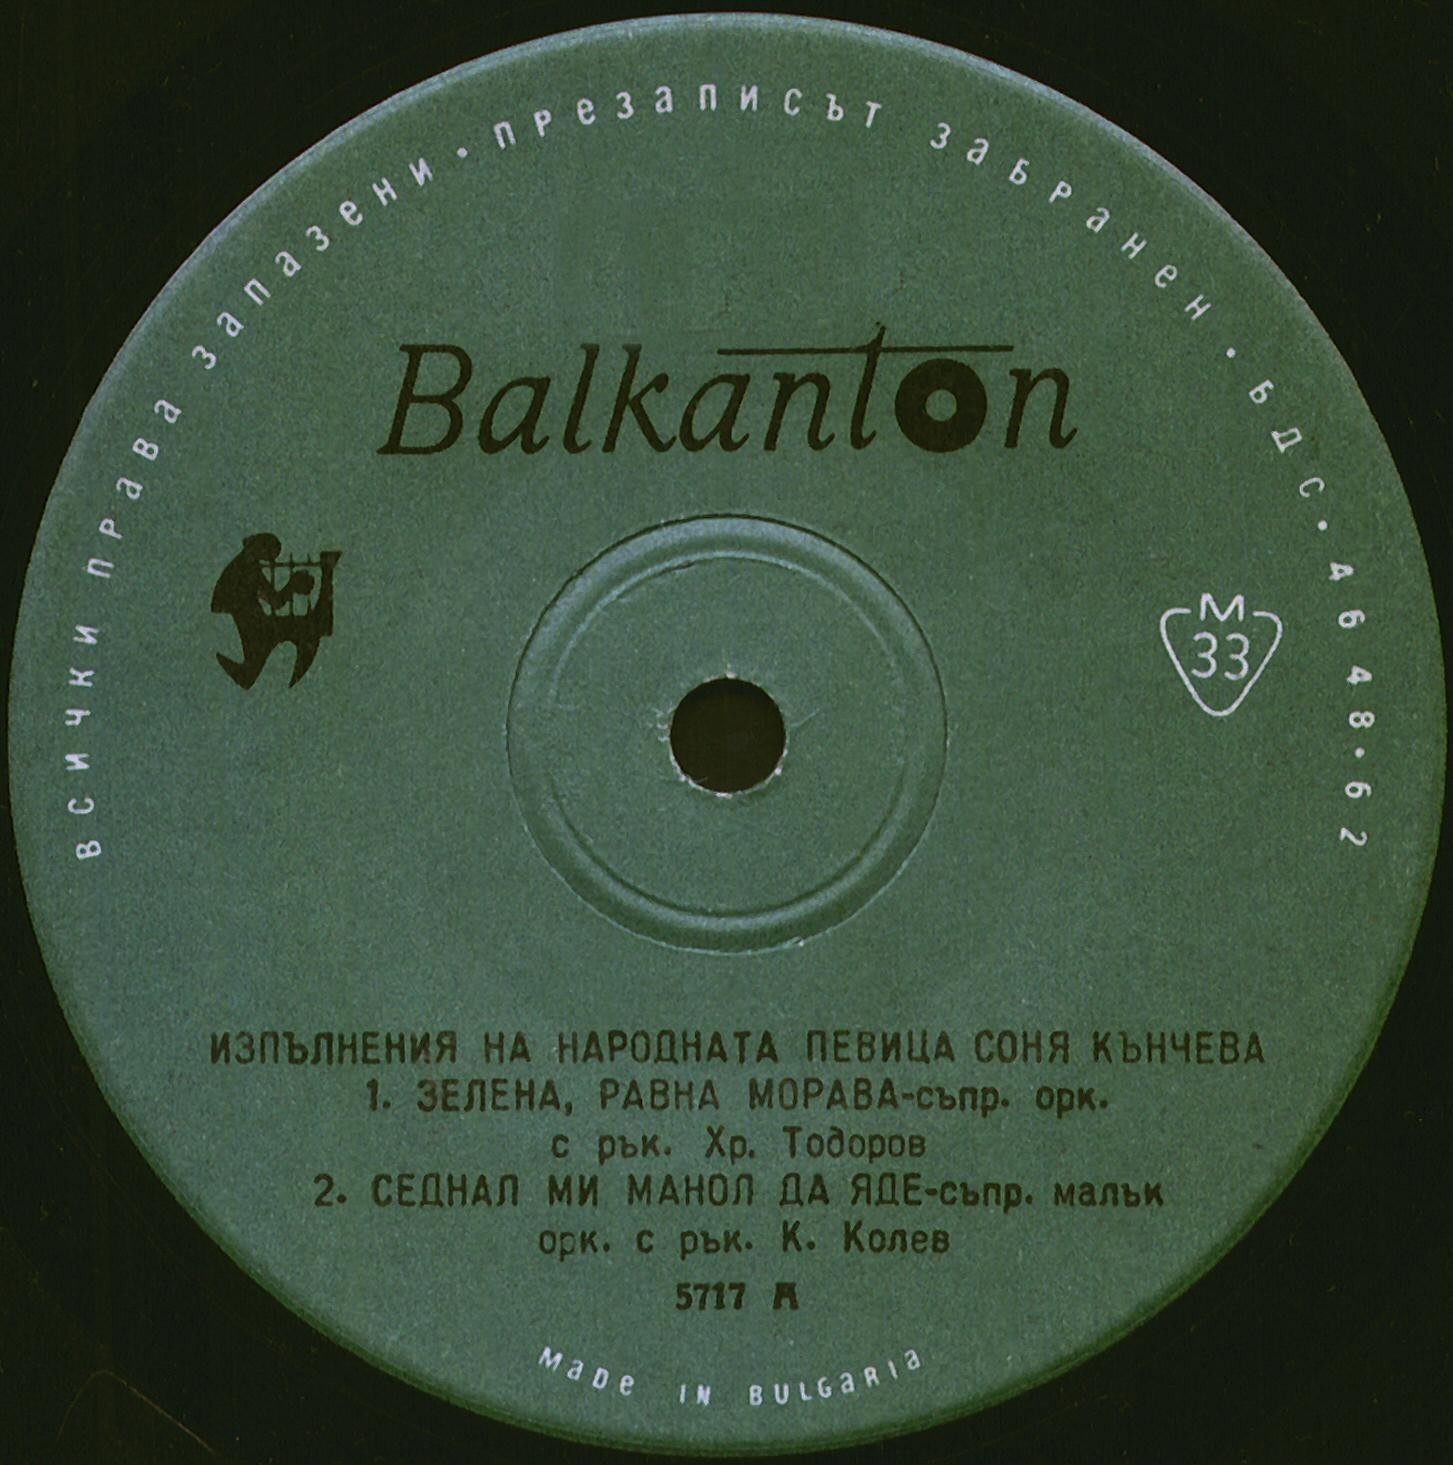 всички права запазени · презаписът забранен · бдс · 46 48 · 62
Balkanton
M
33
ИЗПЪЛНЕНИЯ НА НАРОДНАТА ПЕВИЦА СОНЯ КЪНЧЕВА
1. ЗЕЛЕНА, РАВНА МОРАВА-съпр. орк.
с рък. Хр. Тодоров
2. СЕДНАЛ МИ МАНОЛ ДА ЯДЕ-съпр. малък
орк. с рък. К. Колев
5717 А
Made in Bulgaria